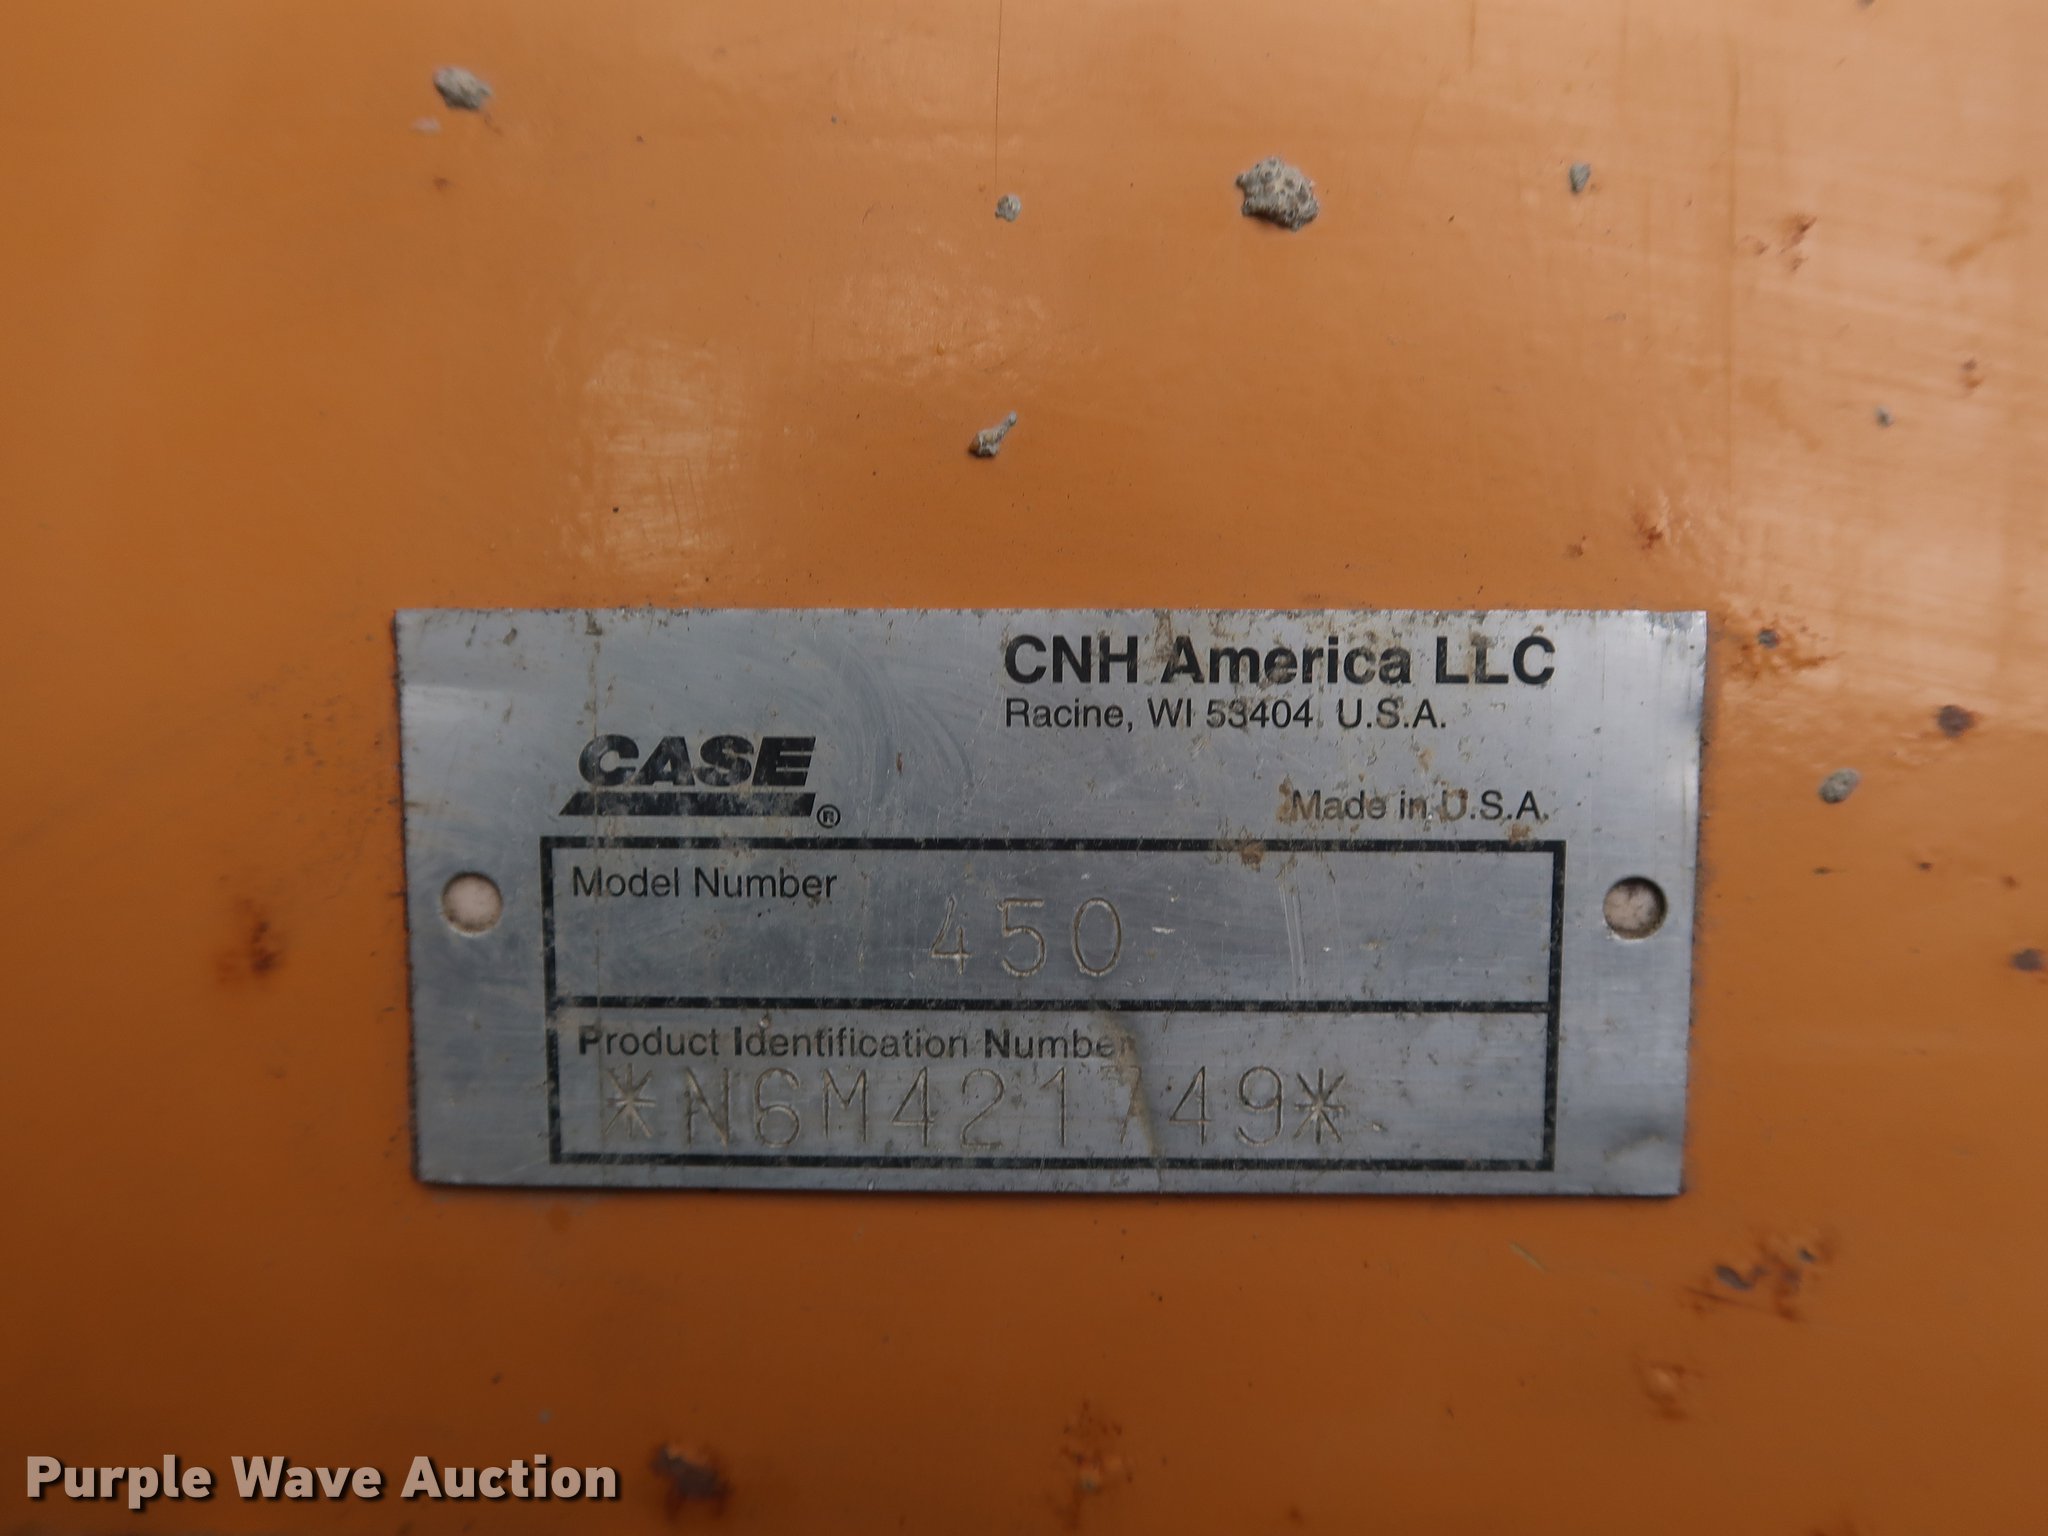 CNH America LLC
Racine, WI 53404 U.S.A.
CASE®
Made in U.S.A.
Model Number
450
Product Identification Number
*N6M421749*
Purple Wave Auction